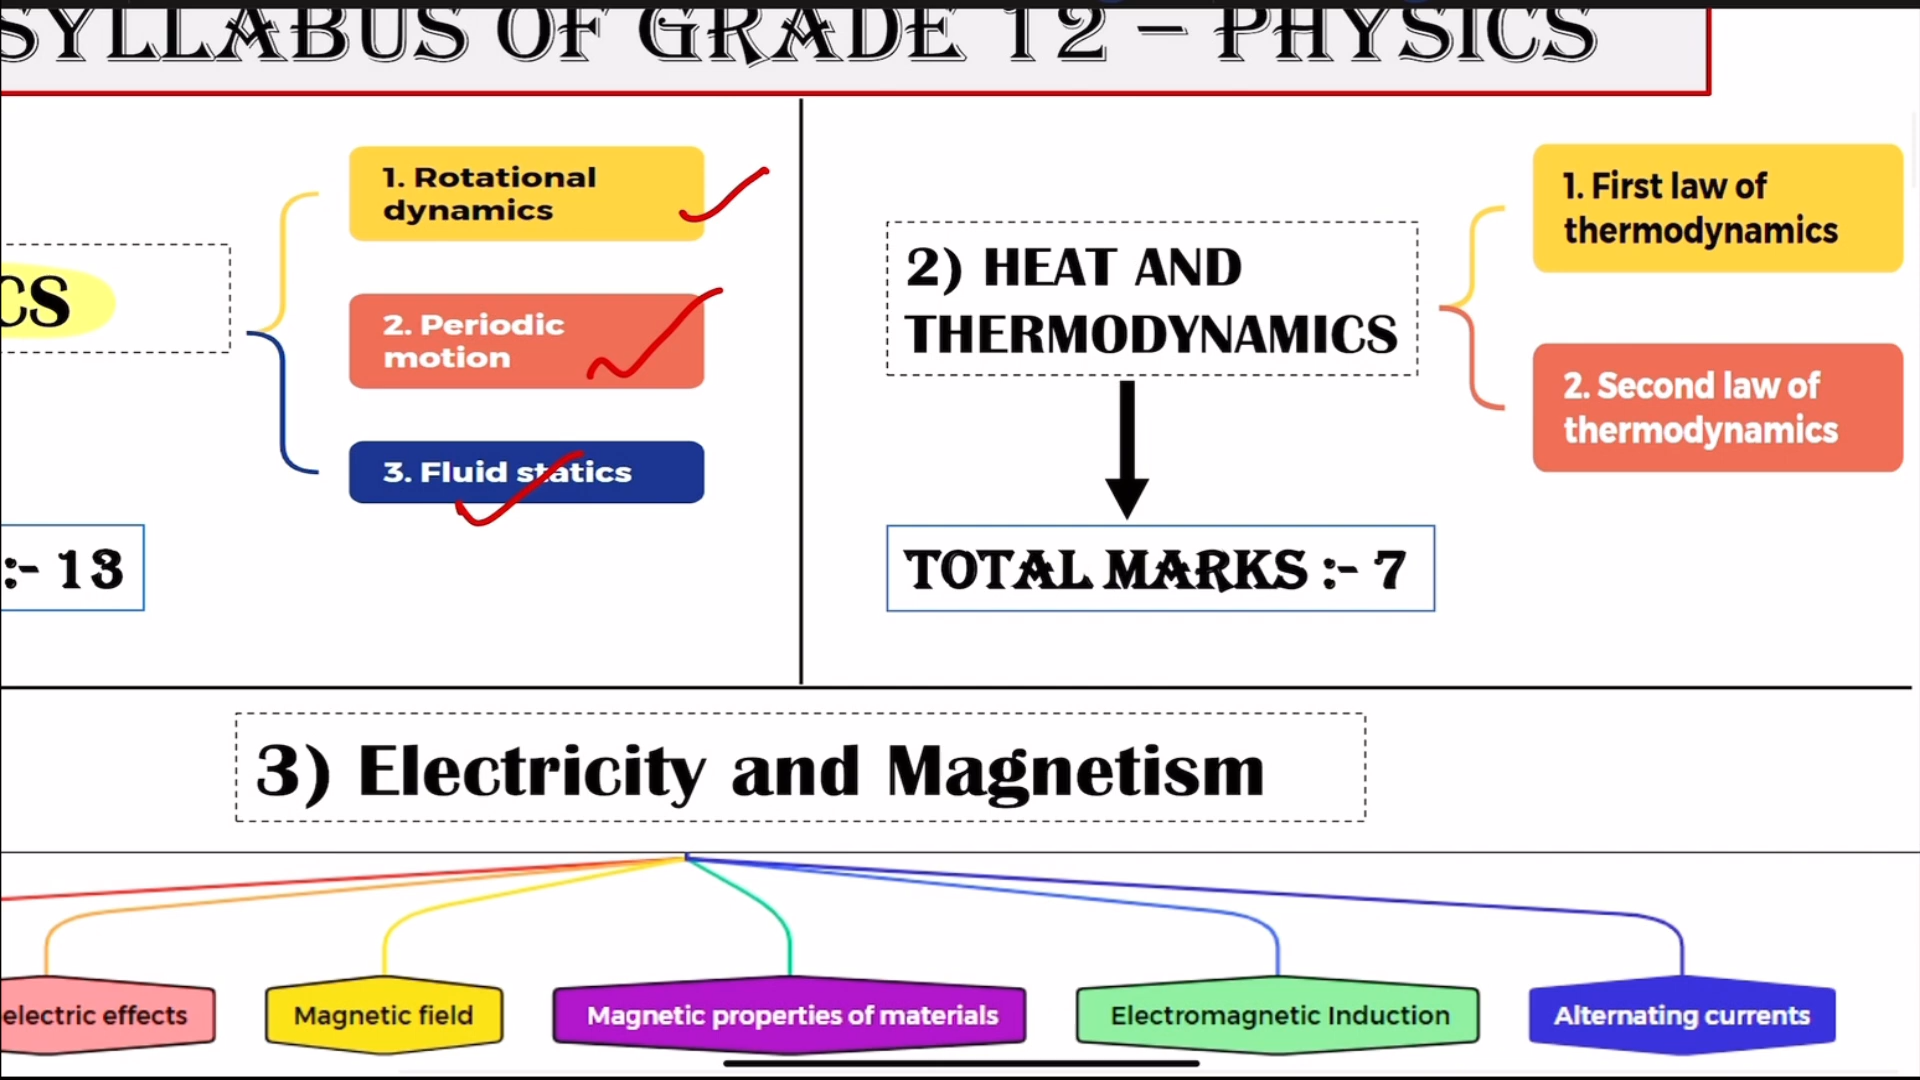 SYLLABUS OF GRADE 12 – PHYSICS
1. Rotational
dynamics
CS
2. Periodic
motion
3. Fluid statics
:- 13
2) HEAT AND
THERMODYNAMICS
1. First law of
thermodynamics
2. Second law of
thermodynamics
TOTAL MARKS :- 7
3) Electricity and Magnetism
electric effects
Magnetic field
Magnetic properties of materials
Electromagnetic Induction
Alternating currents